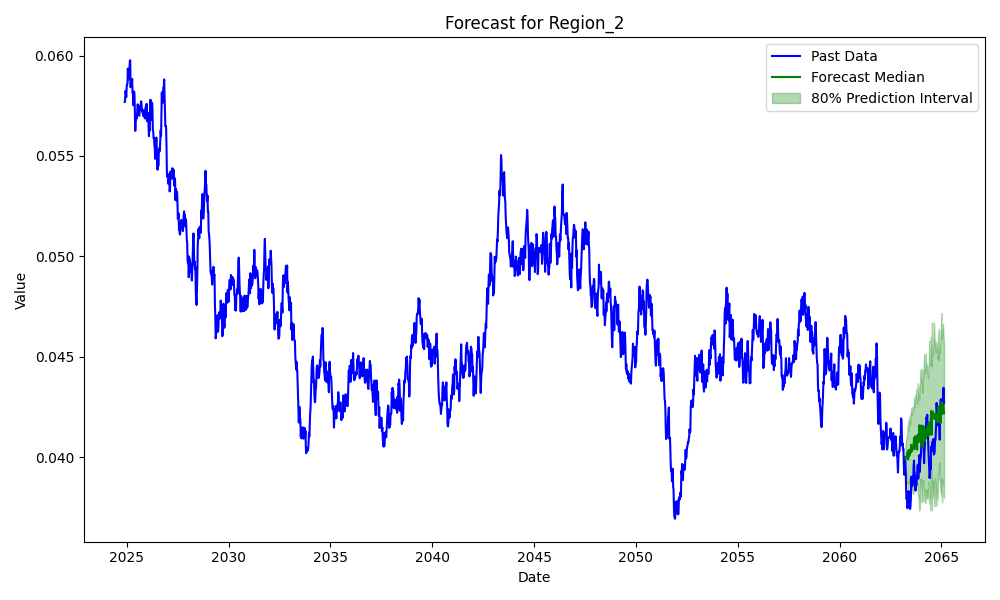 Forecast for Region_2
Past Data
Forecast Median
80% Prediction Interval
Value
0.060
0.055
0.050
0.045
0.040
2025 2030 2035 2040 2045 2050 2055 2060 2065
Date